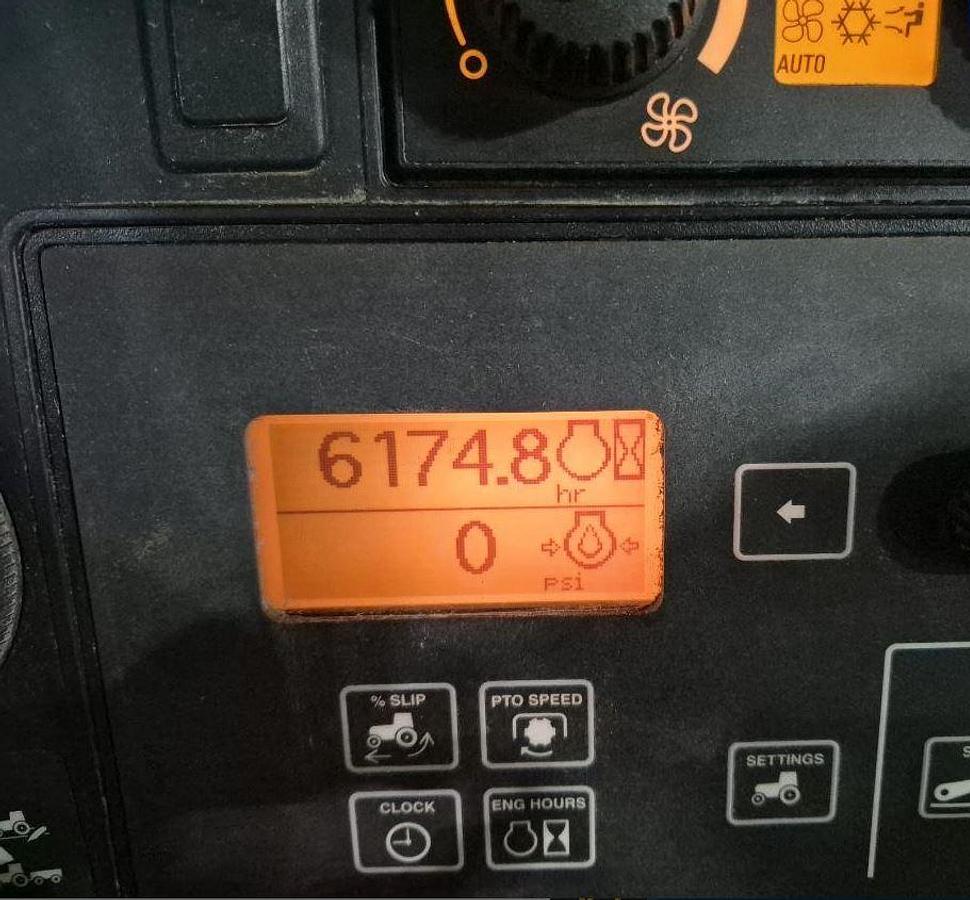 AUTO
6174.8
hr
0
psi
% SLIP
PTO SPEED
CLOCK
ENG HOURS
SETTINGS